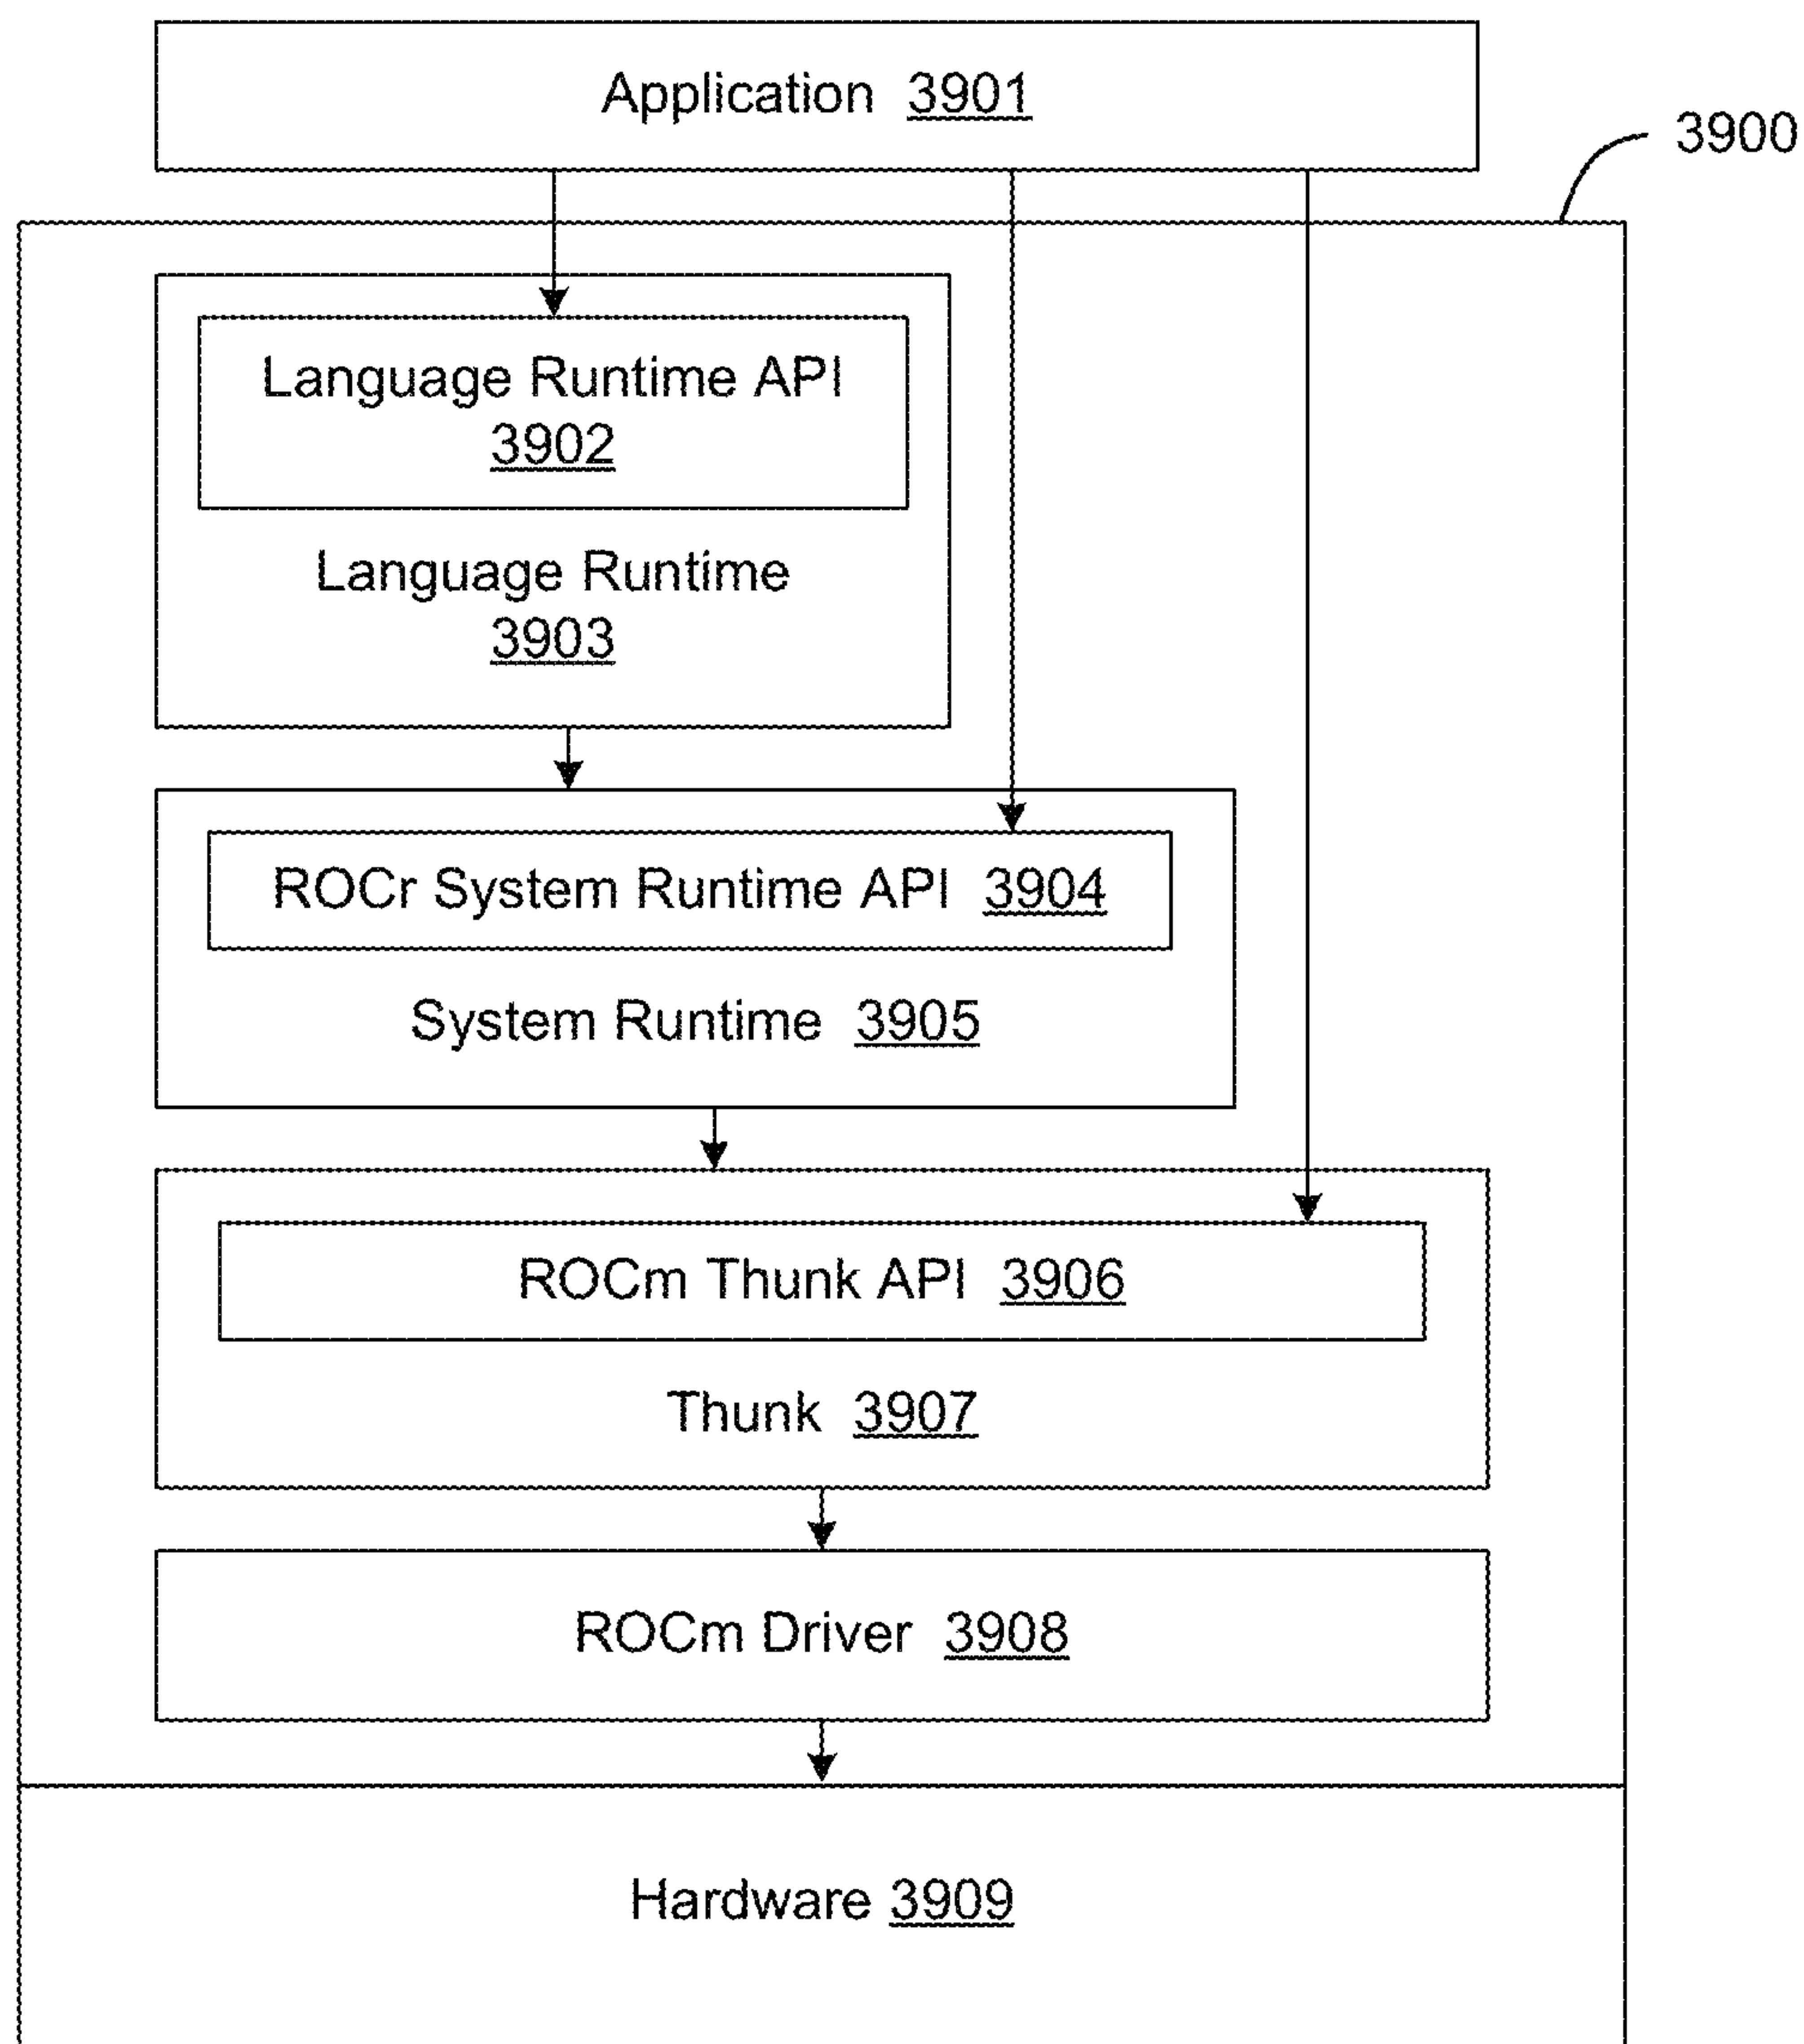 Application 3901
3900
Language Runtime API
3902
Language Runtime
3903
ROCr System Runtime API 3904
System Runtime 3905
ROCm Thunk API 3906
Thunk 3907
ROCm Driver 3908
Hardware 3909